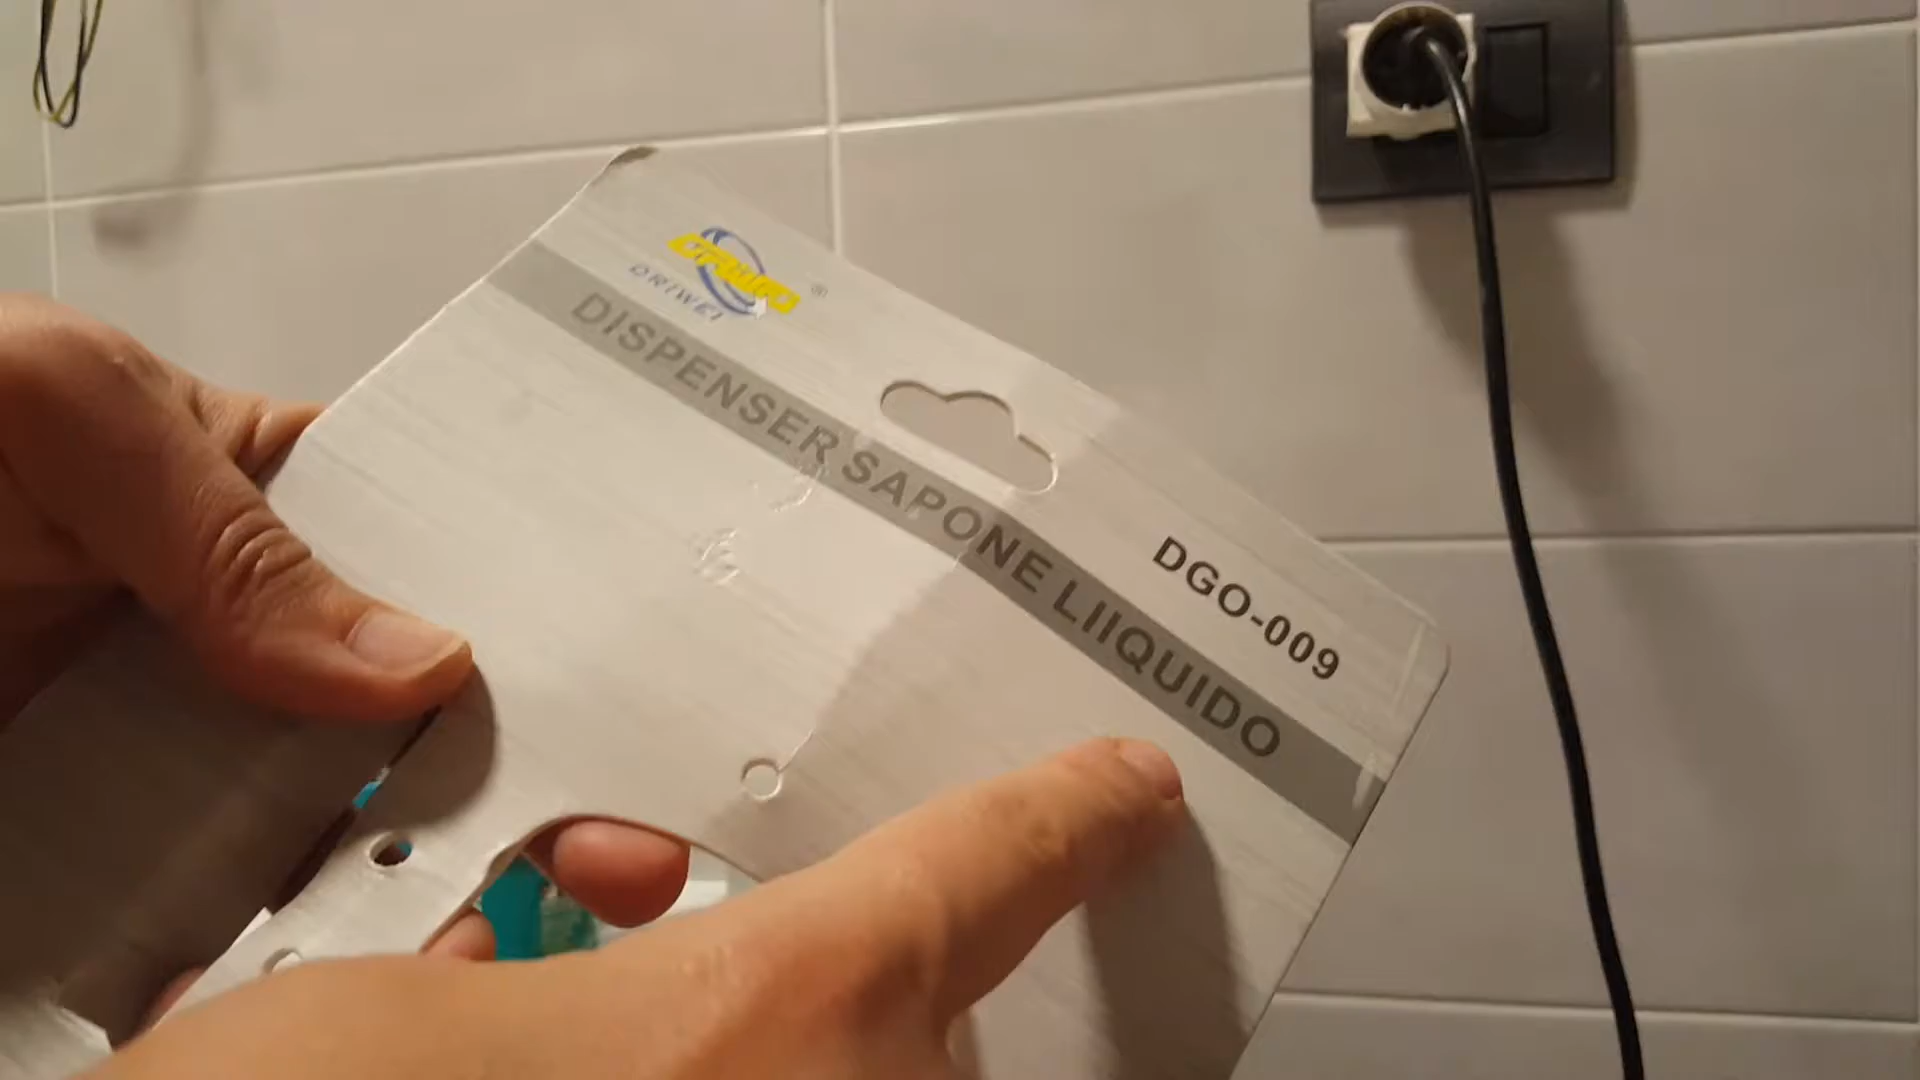 DRIWEI
®
DISPENSER SAPONE LIIQUIDO
DGO-009